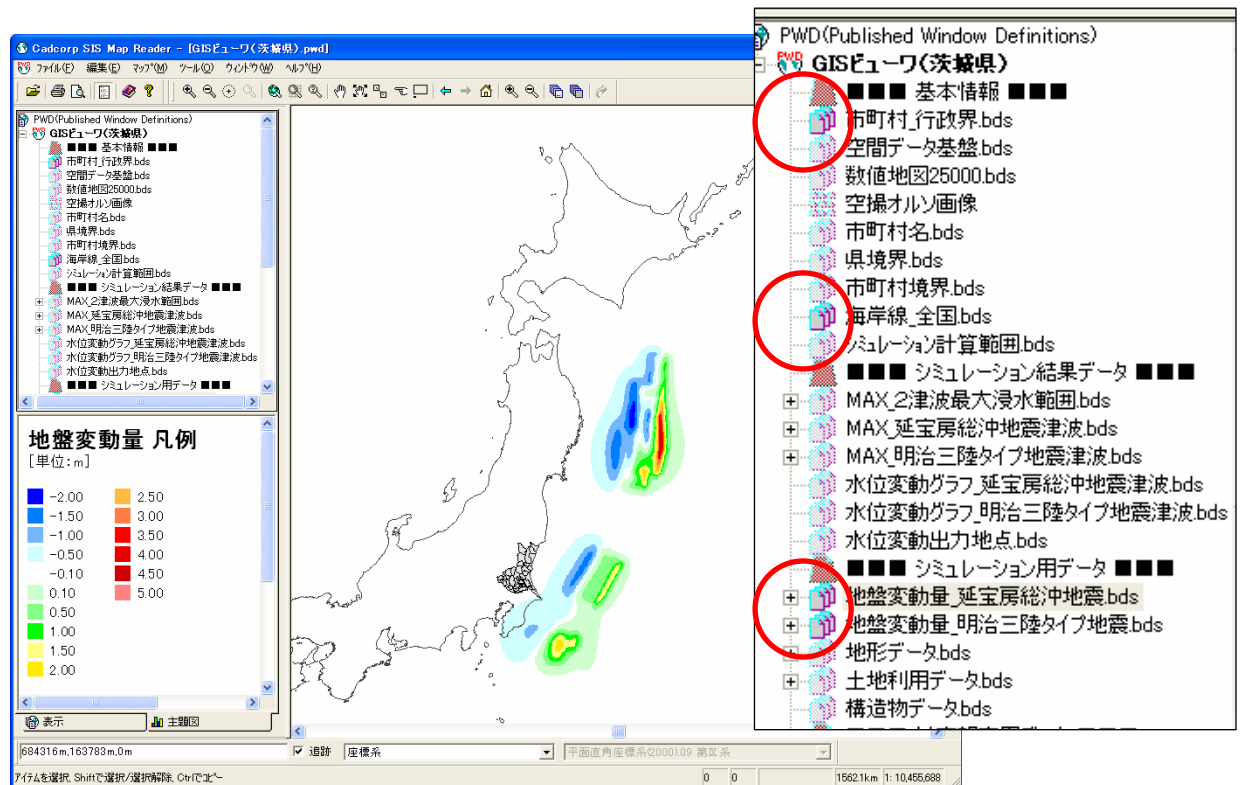 Cadcorp SIS Map Reader - [GISビューワ(茨城県).pwd]
ファイル(F) 編集(E) マップ(M) ツール(O) ウィンドウ(W) ヘルプ(H)
PWD(Published Window Definitions)
GISビューワ(茨城県)
■■■ 基本情報 ■■■
市町村_行政界.bds
空間データ基盤.bds
数値地図25000.bds
空撮オルソ画像
市町村名.bds
県境界.bds
市町村境界.bds
海岸線_全国.bds
シミュレーション計算範囲.bds
■■■ シミュレーション結果データ ■■■
MAX_2津波最大浸水範囲.bds
MAX_延宝房総沖地震津波.bds
MAX_明治三陸タイプ地震津波.bds
水位変動グラフ_延宝房総沖地震津波.bds
水位変動グラフ_明治三陸タイプ地震津波.bds
水位変動出力地点.bds
■■■ シミュレーション用データ ■■■
地盤変動量 凡例
[単位:m]
-2.00 2.50
-1.50 3.00
-1.00 3.50
-0.50 4.00
-0.10 4.50
0.10 5.00
0.50
1.00
1.50
2.00
表示 主題図
684316m,163783m,0m
追跡 座標系 平面直角座標系(2000).09 第IX系
アイテムを選択, Shiftで選択/選択解除, Ctrlでコピー
0 0 1562.1km 1: 10,455,688
PWD(Published Window Definitions)
GISビューワ(茨城県)
■■■ 基本情報 ■■■
市町村_行政界.bds
空間データ基盤.bds
数値地図25000.bds
空撮オルソ画像
市町村名.bds
県境界.bds
市町村境界.bds
海岸線_全国.bds
シミュレーション計算範囲.bds
■■■ シミュレーション結果データ ■■■
MAX_2津波最大浸水範囲.bds
MAX_延宝房総沖地震津波.bds
MAX_明治三陸タイプ地震津波.bds
水位変動グラフ_延宝房総沖地震津波.bds
水位変動グラフ_明治三陸タイプ地震津波.bds
水位変動出力地点.bds
■■■ シミュレーション用データ ■■■
地盤変動量_延宝房総沖地震.bds
地盤変動量_明治三陸タイプ地震.bds
地形データ.bds
土地利用データ.bds
構造物データ.bds